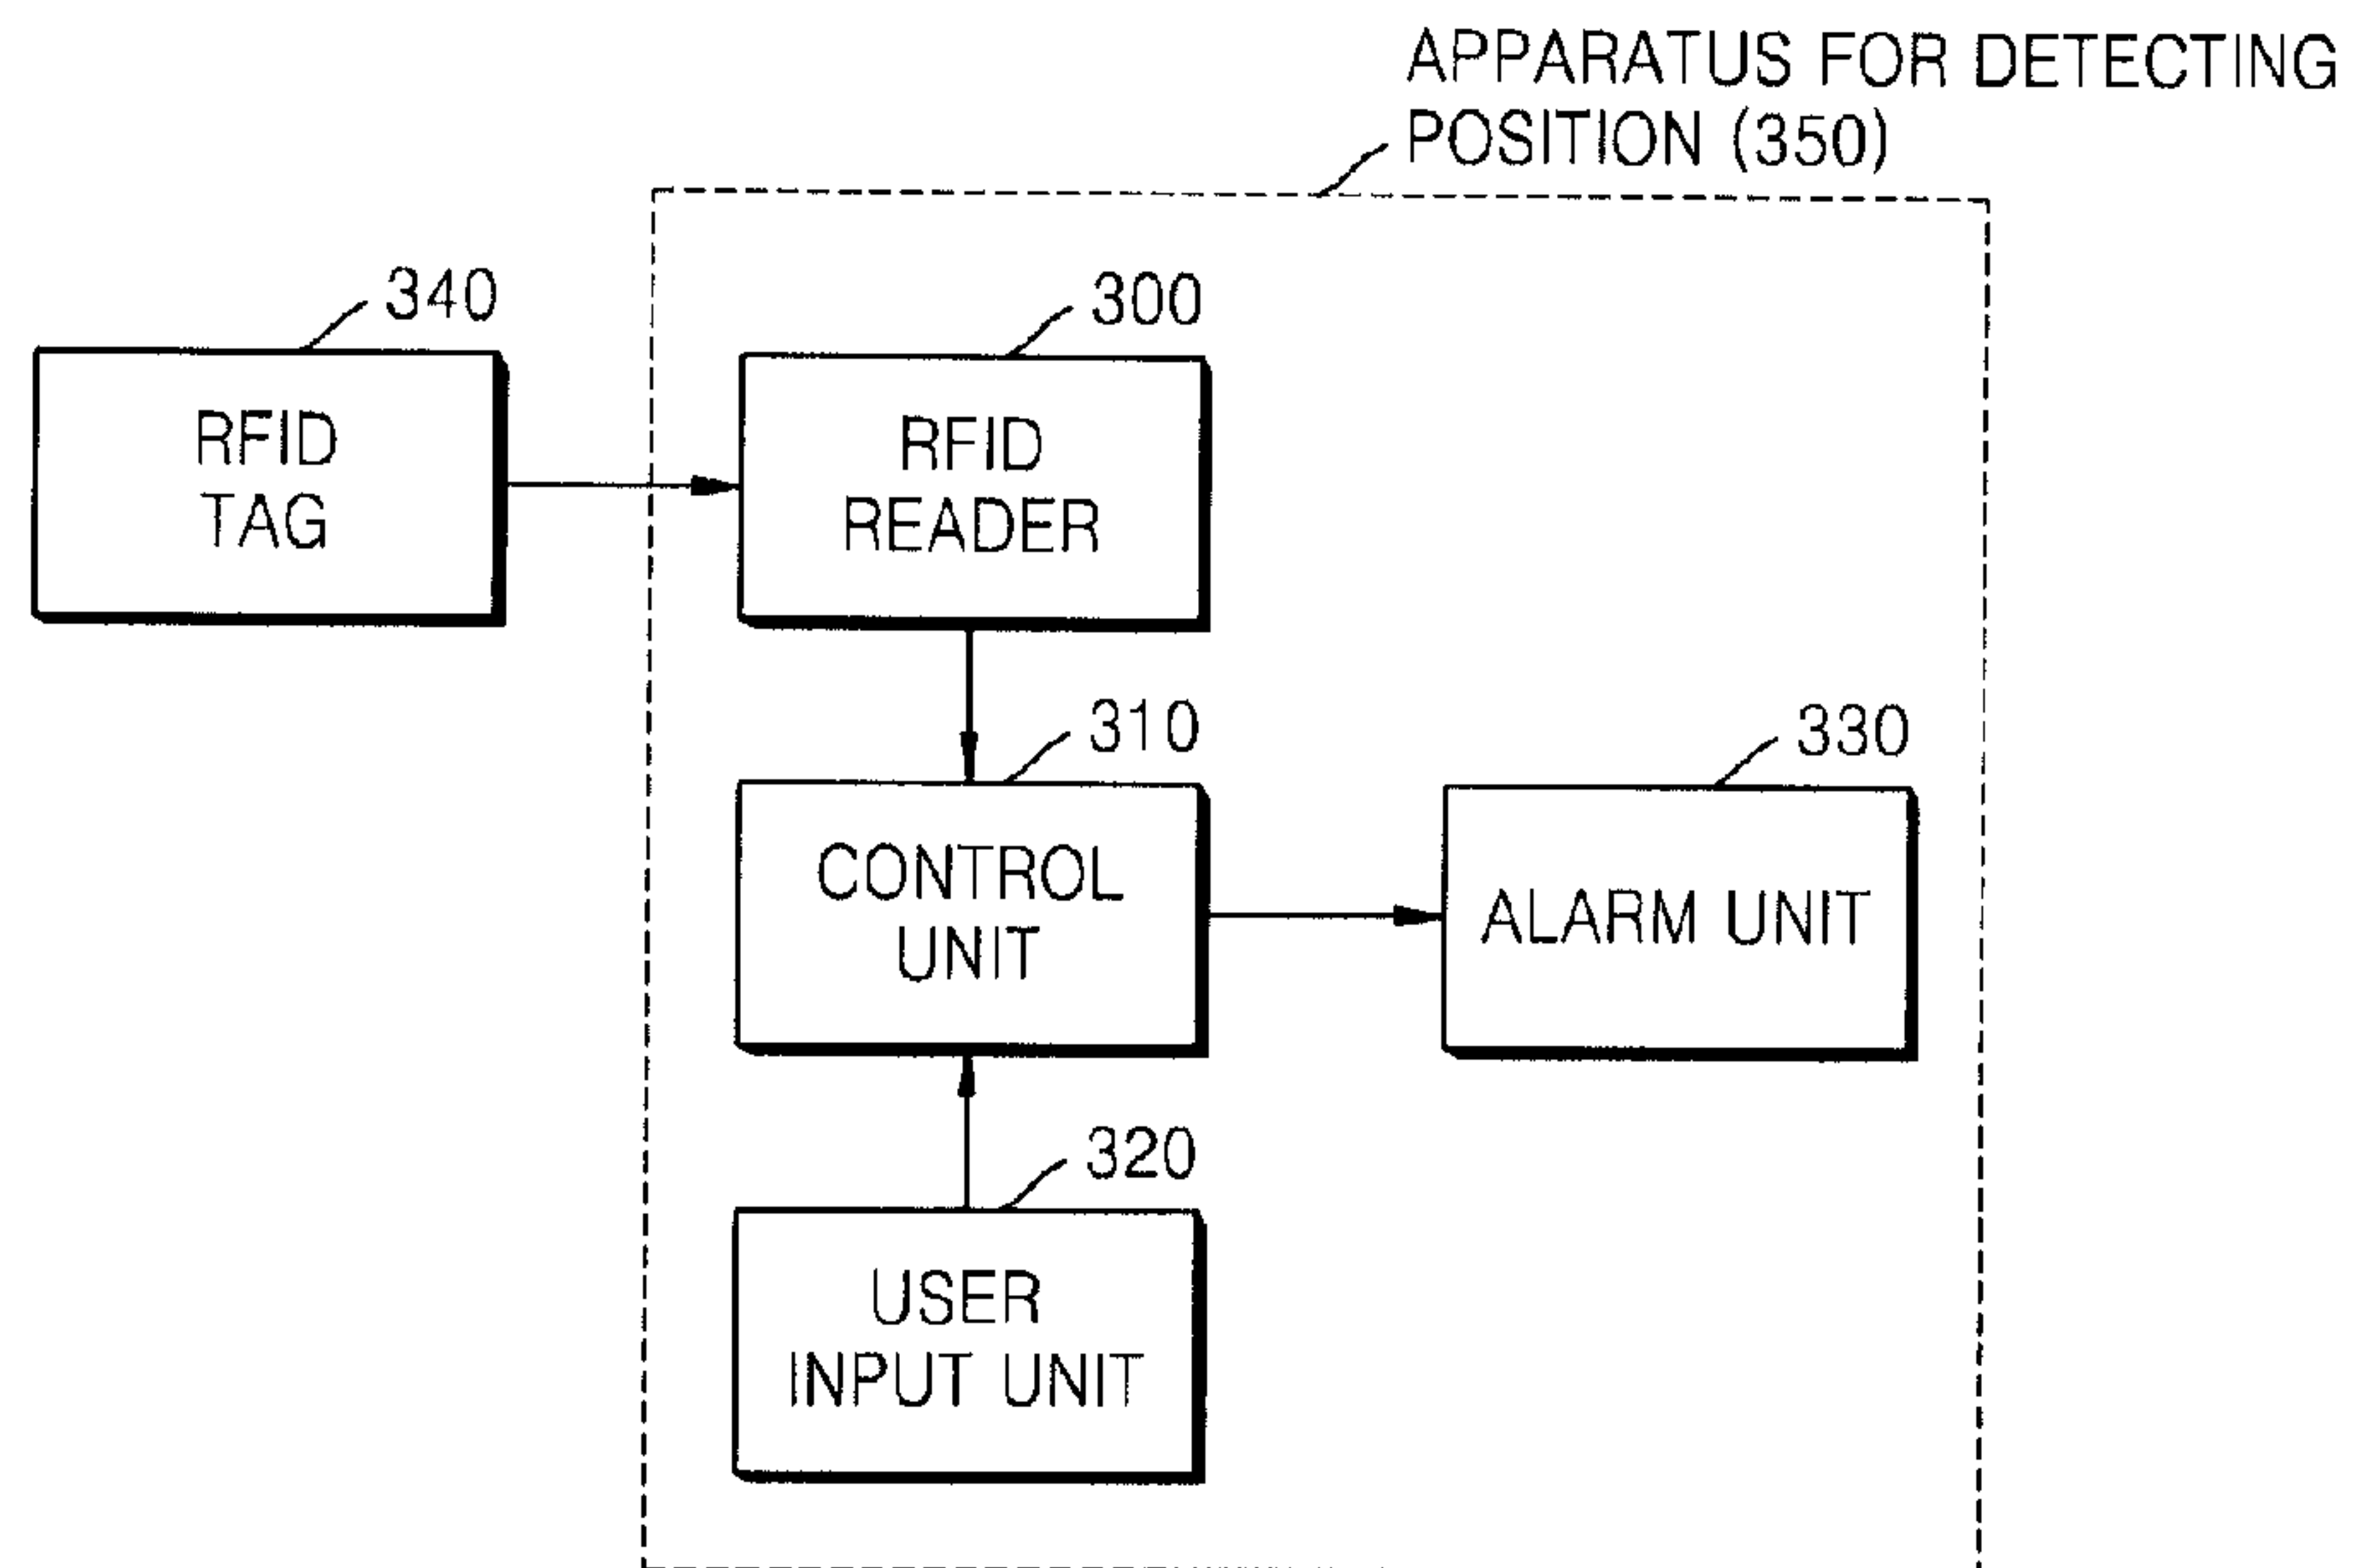 APPARATUS FOR DETECTING
POSITION (350)
340
300
RFID
TAG
RFID
READER
310
330
CONTROL
UNIT
ALARM UNIT
320
USER
INPUT UNIT